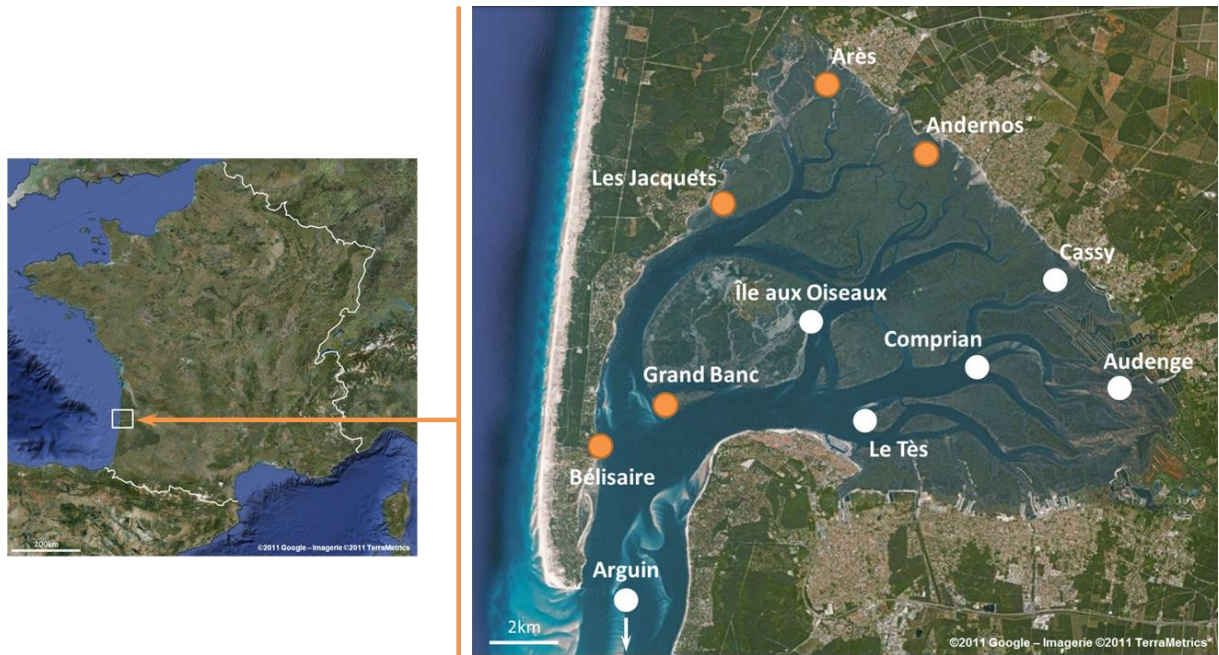 200km
©2011 Google – Imagerie ©2011 TerraMetrics
Arès
Andernos
Les Jacquets
Cassy
Île aux Oiseaux
Comprian
Audenge
Grand Banc
Le Tès
Bélisaire
Arguin
2km
©2011 Google – Imagerie ©2011 TerraMetrics